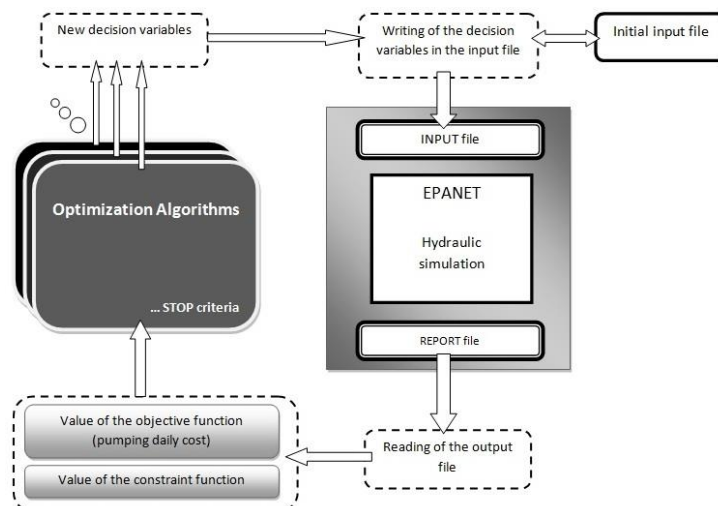 New decision variables
Writing of the decision
variables in the input file
Initial input file
INPUT file
EPANET
Hydraulic
simulation
REPORT file
Optimization Algorithms
... STOP criteria
Value of the objective function
(pumping daily cost)
Value of the constraint function
Reading of the output
file